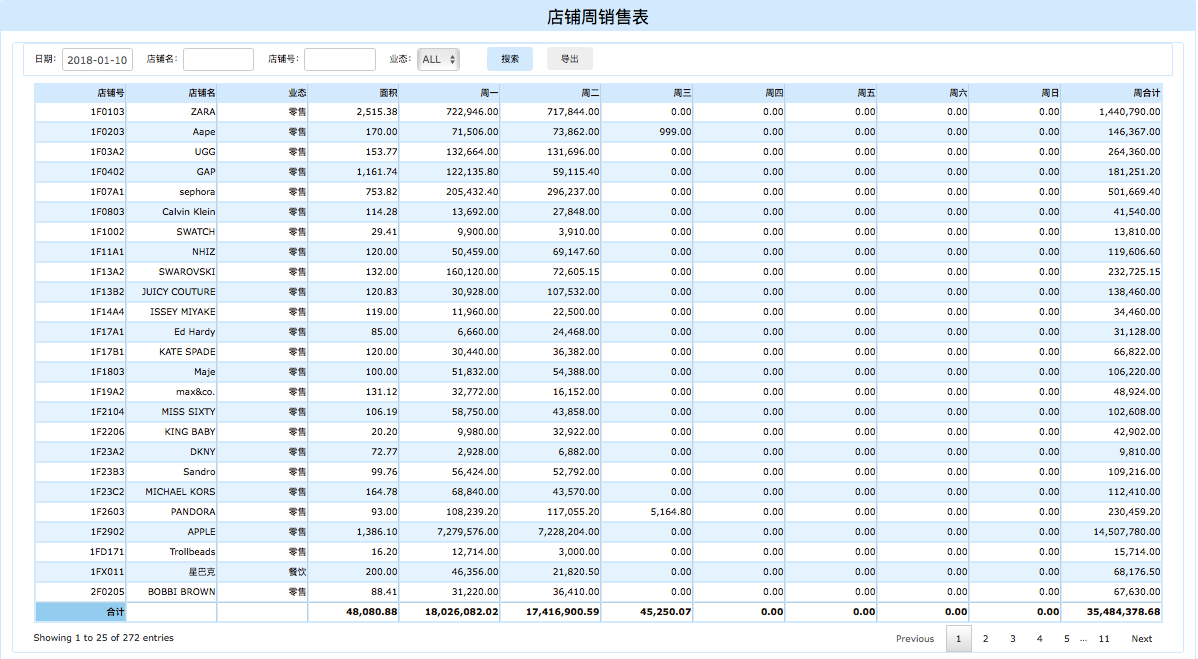 店铺周销售表
日期: 2018-01-10 店铺名: 店铺号: 业态: ALL 搜索 导出
店铺号 店铺名 业态 面积 周一 周二 周三 周四 周五 周六 周日 周合计
1F0103 ZARA 零售 2,515.38 722,946.00 717,844.00 0.00 0.00 0.00 0.00 0.00 1,440,790.00
1F0203 Aape 零售 170.00 71,506.00 73,862.00 999.00 0.00 0.00 0.00 0.00 146,367.00
1F03A2 UGG 零售 153.77 132,664.00 131,696.00 0.00 0.00 0.00 0.00 0.00 264,360.00
1F0402 GAP 零售 1,161.74 122,135.80 59,115.40 0.00 0.00 0.00 0.00 0.00 181,251.20
1F07A1 sephora 零售 753.82 205,432.40 296,237.00 0.00 0.00 0.00 0.00 0.00 501,669.40
1F0803 Calvin Klein 零售 114.28 13,692.00 27,848.00 0.00 0.00 0.00 0.00 0.00 41,540.00
1F1002 SWATCH 零售 29.41 9,900.00 3,910.00 0.00 0.00 0.00 0.00 0.00 13,810.00
1F11A1 NHIZ 零售 120.00 50,459.00 69,147.60 0.00 0.00 0.00 0.00 0.00 119,606.60
1F13A2 SWAROVSKI 零售 132.00 160,120.00 72,605.15 0.00 0.00 0.00 0.00 0.00 232,725.15
1F13B2 JUICY COUTURE 零售 120.83 30,928.00 107,532.00 0.00 0.00 0.00 0.00 0.00 138,460.00
1F14A4 ISSEY MIYAKE 零售 119.00 11,960.00 22,500.00 0.00 0.00 0.00 0.00 0.00 34,460.00
1F17A1 Ed Hardy 零售 85.00 6,660.00 24,468.00 0.00 0.00 0.00 0.00 0.00 31,128.00
1F17B1 KATE SPADE 零售 120.00 30,440.00 36,382.00 0.00 0.00 0.00 0.00 0.00 66,822.00
1F1803 Maje 零售 100.00 51,832.00 54,388.00 0.00 0.00 0.00 0.00 0.00 106,220.00
1F19A2 max&co. 零售 131.12 32,772.00 16,152.00 0.00 0.00 0.00 0.00 0.00 48,924.00
1F2104 MISS SIXTY 零售 106.19 58,750.00 43,858.00 0.00 0.00 0.00 0.00 0.00 102,608.00
1F2206 KING BABY 零售 20.20 9,980.00 32,922.00 0.00 0.00 0.00 0.00 0.00 42,902.00
1F23A2 DKNY 零售 72.77 2,928.00 6,882.00 0.00 0.00 0.00 0.00 0.00 9,810.00
1F23B3 Sandro 零售 99.76 56,424.00 52,792.00 0.00 0.00 0.00 0.00 0.00 109,216.00
1F23C2 MICHAEL KORS 零售 164.78 68,840.00 43,570.00 0.00 0.00 0.00 0.00 0.00 112,410.00
1F2603 PANDORA 零售 93.00 108,239.20 117,055.20 5,164.80 0.00 0.00 0.00 0.00 230,459.20
1F2902 APPLE 零售 1,386.10 7,279,576.00 7,228,204.00 0.00 0.00 0.00 0.00 0.00 14,507,780.00
1FD171 Trollbeads 零售 16.20 12,714.00 3,000.00 0.00 0.00 0.00 0.00 0.00 15,714.00
1FX011 星巴克 餐饮 200.00 46,356.00 21,820.50 0.00 0.00 0.00 0.00 0.00 68,176.50
2F0205 BOBBI BROWN 零售 88.41 31,220.00 36,410.00 0.00 0.00 0.00 0.00 0.00 67,630.00
合计 48,080.88 18,026,082.02 17,416,900.59 45,250.07 0.00 0.00 0.00 0.00 35,484,378.68
Showing 1 to 25 of 272 entries Previous 1 2 3 4 5 … 11 Next